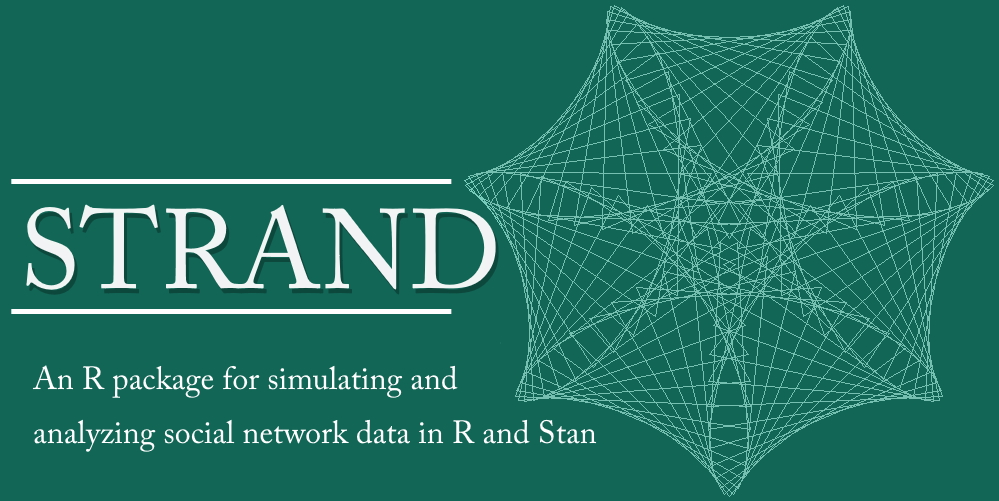 STRAND
An R package for simulating and
analyzing social network data in R and Stan